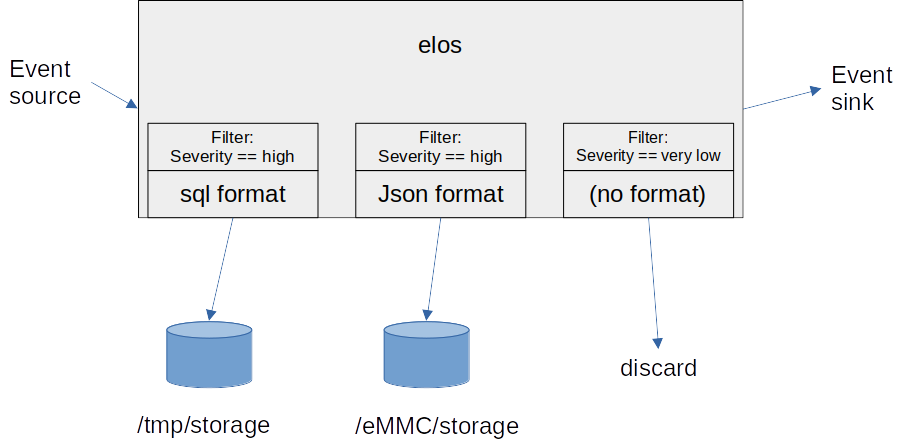 elos
Event
source
Event
sink
Filter:
Severity == high
sql format
Filter:
Severity == high
Json format
Filter:
Severity == very low
(no format)
discard
/tmp/storage
/eMMC/storage